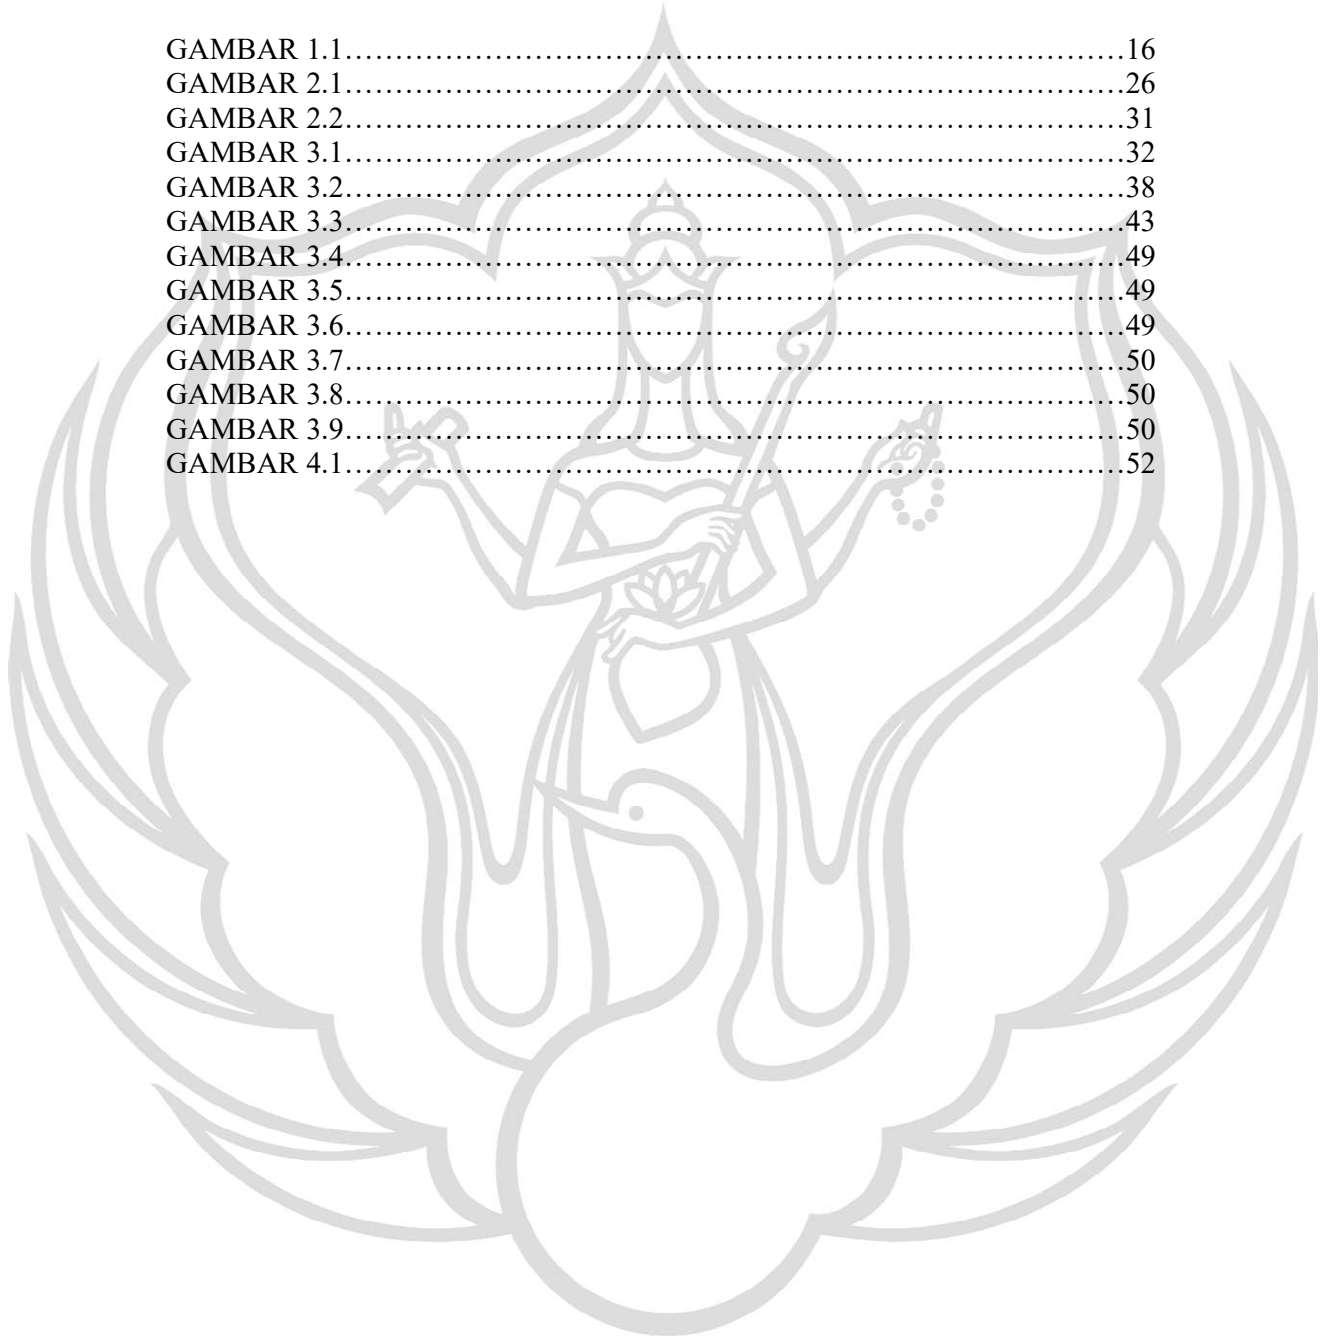 GAMBAR 1.1……………………………………………………………………16
GAMBAR 2.1……………………………………………………………………26
GAMBAR 2.2……………………………………………………………………31
GAMBAR 3.1……………………………………………………………………32
GAMBAR 3.2……………………………………………………………………38
GAMBAR 3.3……………………………………………………………………43
GAMBAR 3.4……………………………………………………………………49
GAMBAR 3.5……………………………………………………………………49
GAMBAR 3.6……………………………………………………………………49
GAMBAR 3.7……………………………………………………………………50
GAMBAR 3.8……………………………………………………………………50
GAMBAR 3.9……………………………………………………………………50
GAMBAR 4.1……………………………………………………………………52